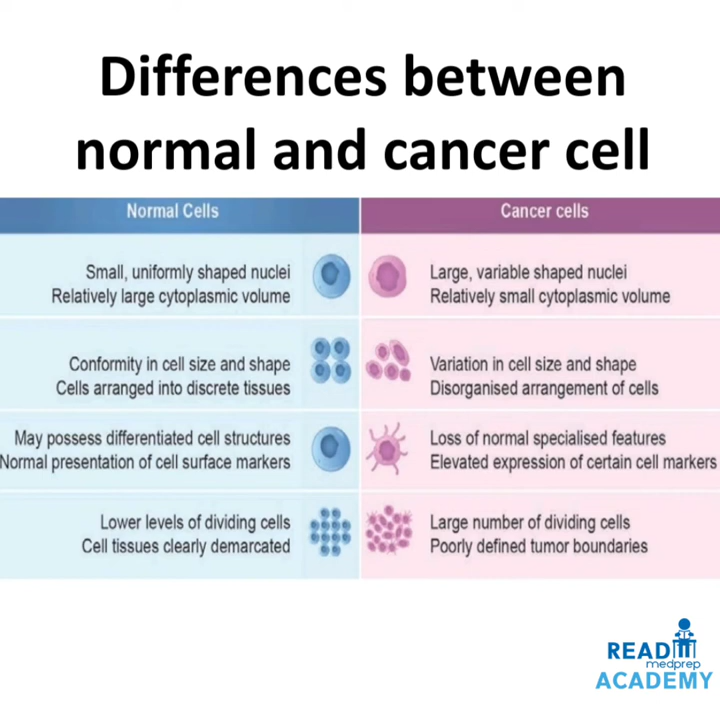 Differences between
normal and cancer cell
Normal Cells
Cancer cells
Small, uniformly shaped nuclei
Relatively large cytoplasmic volume
Large, variable shaped nuclei
Relatively small cytoplasmic volume
Conformity in cell size and shape
Cells arranged into discrete tissues
Variation in cell size and shape
Disorganised arrangement of cells
May possess differentiated cell structures
Normal presentation of cell surface markers
Loss of normal specialised features
Elevated expression of certain cell markers
Lower levels of dividing cells
Cell tissues clearly demarcated
Large number of dividing cells
Poorly defined tumor boundaries
READ
medprep
ACADEMY